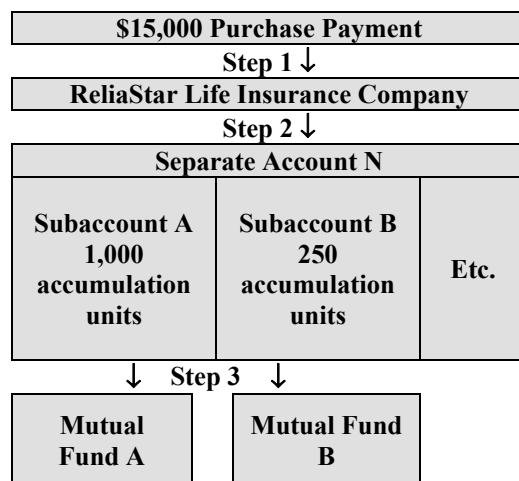 $15,000 Purchase Payment
Step 1 ↓
ReliaStar Life Insurance Company
Step 2 ↓
Separate Account N
Subaccount A
1,000
accumulation
units
Subaccount B
250
accumulation
units
Etc.
↓ Step 3 ↓
Mutual
Fund A
Mutual Fund
B